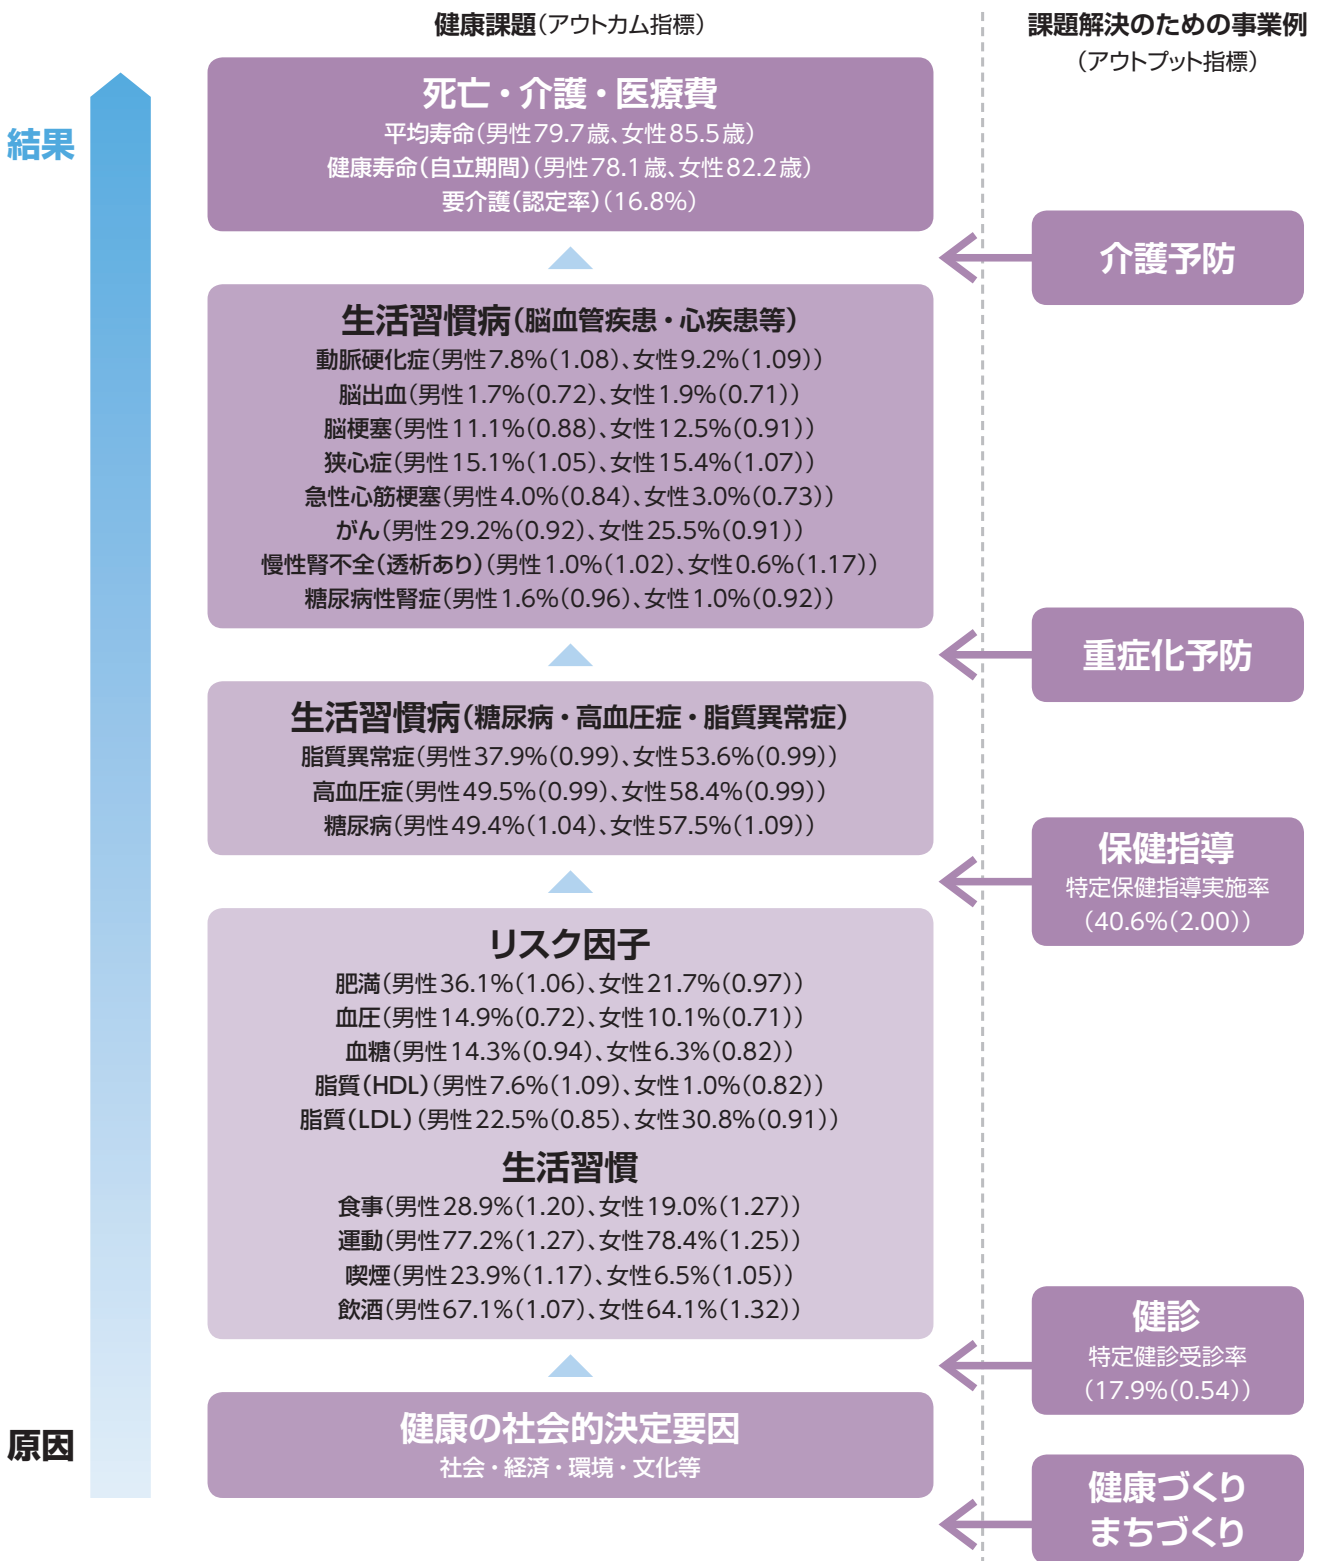 健康課題（アウトカム指標）
課題解決のための事業例
（アウトプット指標）
結果
死亡・介護・医療費
平均寿命（男性79.7歳、女性85.5歳）
健康寿命（自立期間）（男性78.1歳、女性82.2歳）
要介護（認定率）（16.8%）
介護予防
生活習慣病（脳血管疾患・心疾患等）
動脈硬化症（男性7.8%（1.08）、女性9.2%（1.09））
脳出血（男性1.7%（0.72）、女性1.9%（0.71））
脳梗塞（男性11.1%（0.88）、女性12.5%（0.91））
狭心症（男性15.1%（1.05）、女性15.4%（1.07））
急性心筋梗塞（男性4.0%（0.84）、女性3.0%（0.73））
がん（男性29.2%（0.92）、女性25.5%（0.91））
慢性腎不全（透析あり）（男性1.0%（1.02）、女性0.6%（1.17））
糖尿病性腎症（男性1.6%（0.96）、女性1.0%（0.92））
重症化予防
生活習慣病（糖尿病・高血圧症・脂質異常症）
脂質異常症（男性37.9%（0.99）、女性53.6%（0.99））
高血圧症（男性49.5%（0.99）、女性58.4%（0.99））
糖尿病（男性49.4%（1.04）、女性57.5%（1.09））
保健指導
特定保健指導実施率
（40.6%（2.00））
リスク因子
肥満（男性36.1%（1.06）、女性21.7%（0.97））
血圧（男性14.9%（0.72）、女性10.1%（0.71））
血糖（男性14.3%（0.94）、女性6.3%（0.82））
脂質（HDL）（男性7.6%（1.09）、女性1.0%（0.82））
脂質（LDL）（男性22.5%（0.85）、女性30.8%（0.91））
生活習慣
食事（男性28.9%（1.20）、女性19.0%（1.27））
運動（男性77.2%（1.27）、女性78.4%（1.25））
喫煙（男性23.9%（1.17）、女性6.5%（1.05））
飲酒（男性67.1%（1.07）、女性64.1%（1.32））
健診
特定健診受診率
（17.9%（0.54））
原因
健康の社会的決定要因
社会・経済・環境・文化等
健康づくり
まちづくり